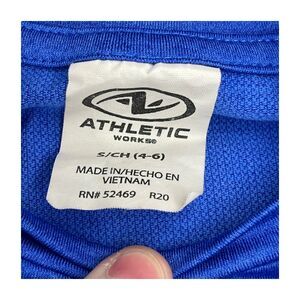 ATHLETIC
WORKS®
S/CH (4-6)
MADE IN/HECHO EN
VIETNAM
RN# 52469 R20